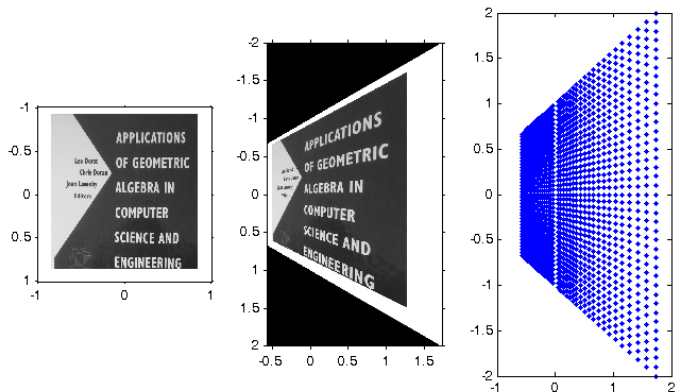 -1
-0.5
0
0.5
1
-1 0 1
APPLICATIONS
OF GEOMETRIC
ALGEBRA IN
COMPUTER
SCIENCE AND
ENGINEERING
Leo Dorst
Chris Doran
Joan Lasenby
Editors
-2
-1.5
-1
-0.5
0
0.5
1
1.5
2
-0.5 0 0.5 1 1.5
APPLICATIONS
OF GEOMETRIC
ALGEBRA IN
COMPUTER
SCIENCE AND
ENGINEERING
2
1.5
1
0.5
0
-0.5
-1
-1.5
-2
-1 0 1 2